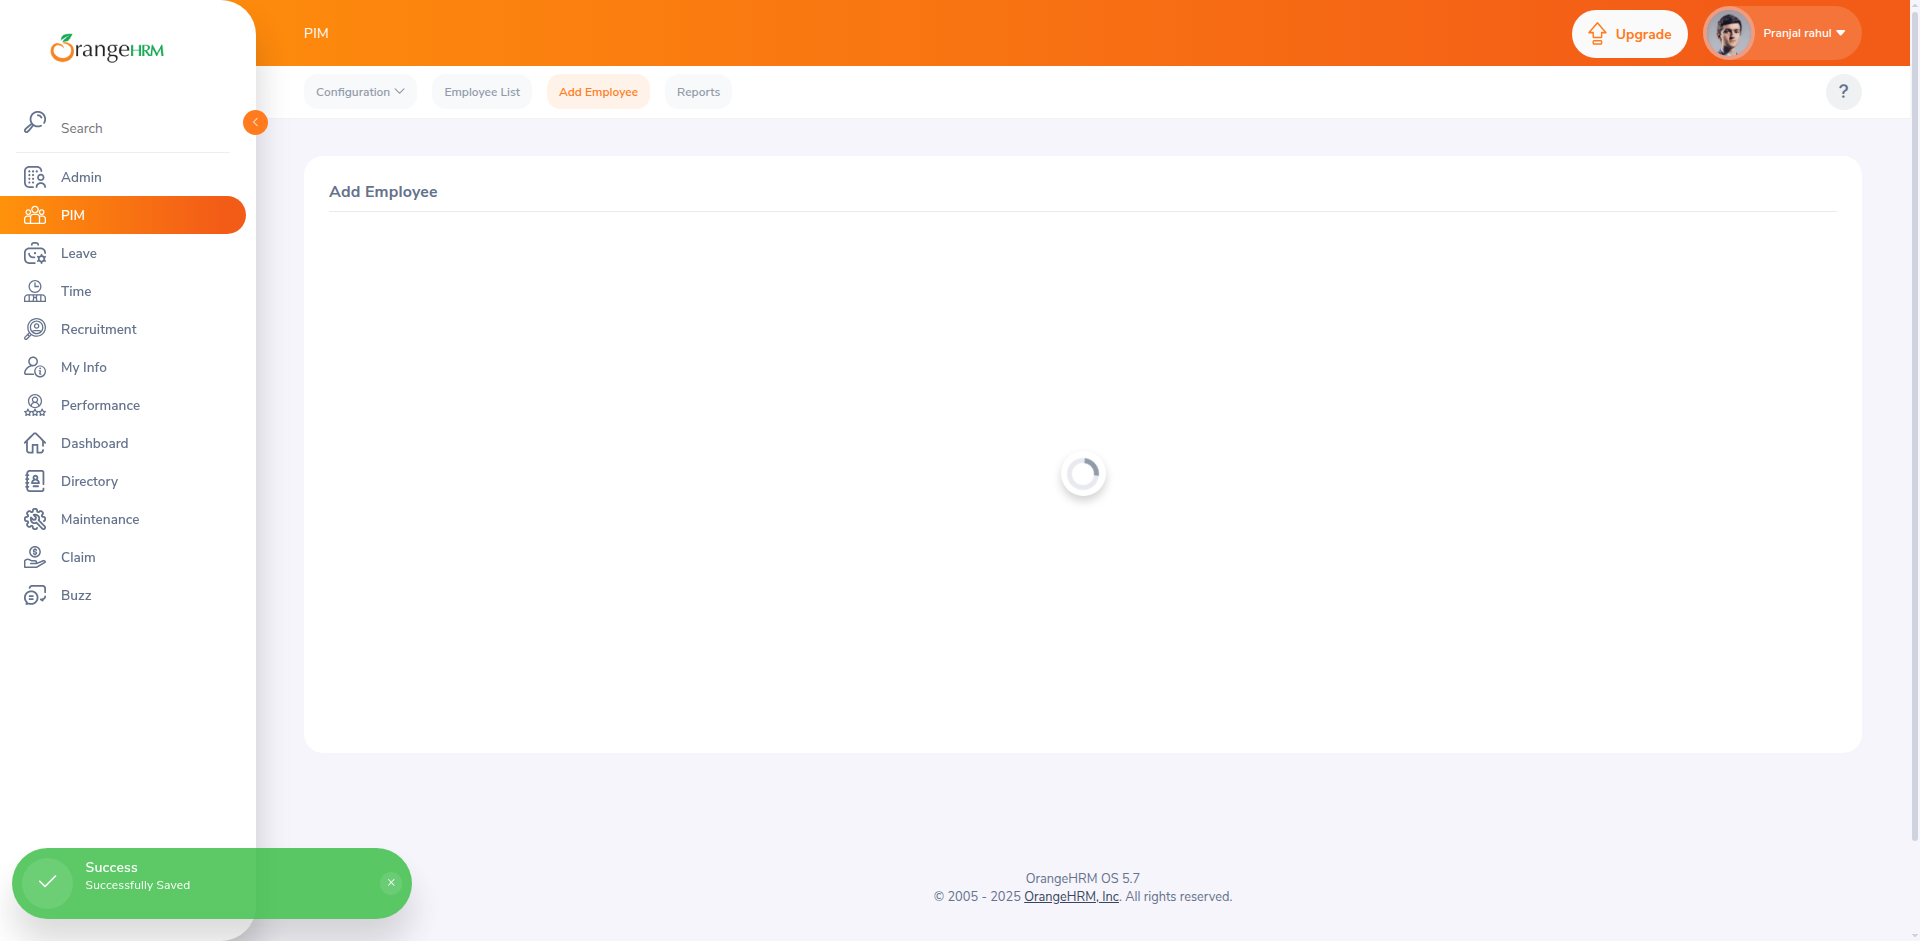 OrangeHRM
PIM
Upgrade
Pranjal rahul
Configuration
Employee List
Add Employee
Reports
?
Search
Admin
PIM
Leave
Time
Recruitment
My Info
Performance
Dashboard
Directory
Maintenance
Claim
Buzz
Add Employee
Success
Successfully Saved
OrangeHRM OS 5.7
© 2005 - 2025 OrangeHRM, Inc. All rights reserved.